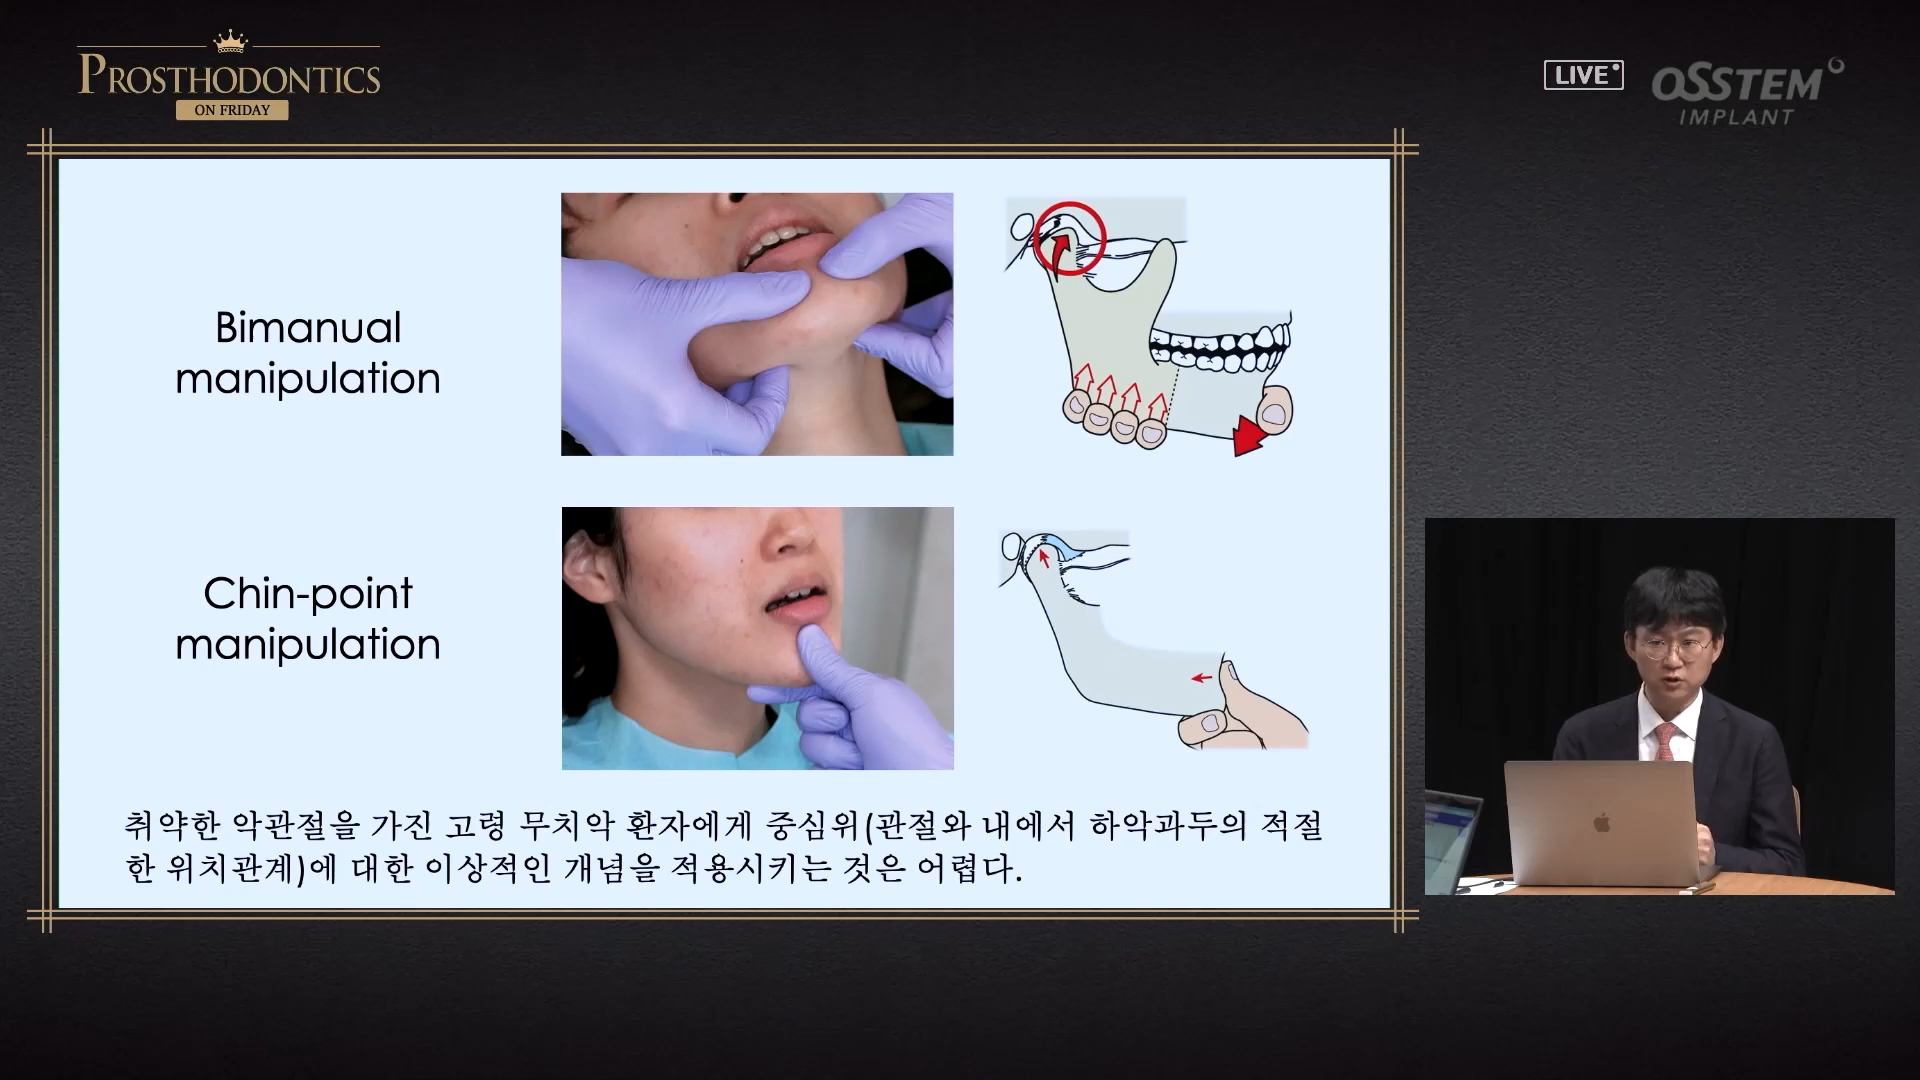 PROSTHODONTICS
ON FRIDAY
LIVE
OSSTEM
IMPLANT
Bimanual
manipulation
Chin-point
manipulation
취약한 악관절을 가진 고령 무치악 환자에게 중심위(관절와 내에서 하악과두의 적절
한 위치관계)에 대한 이상적인 개념을 적용시키는 것은 어렵다.